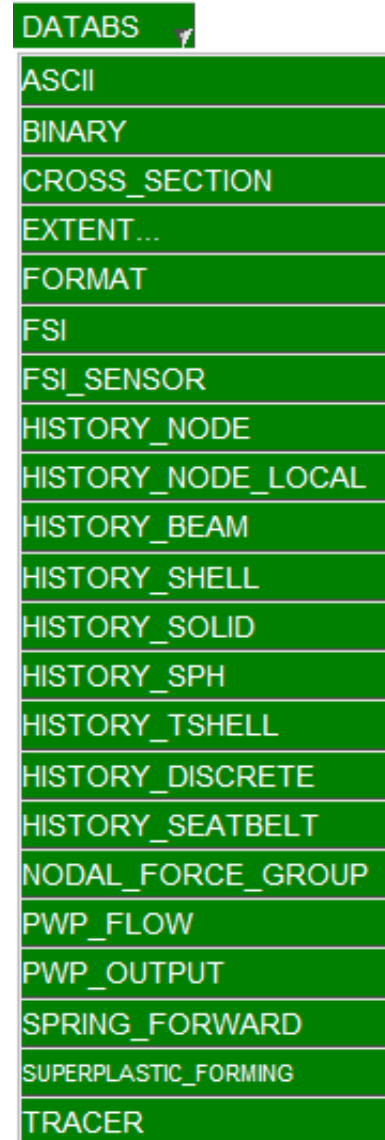 DATABS
ASCII
BINARY
CROSS_SECTION
EXTENT...
FORMAT
FSI
FSI_SENSOR
HISTORY_NODE
HISTORY_NODE_LOCAL
HISTORY_BEAM
HISTORY_SHELL
HISTORY_SOLID
HISTORY_SPH
HISTORY_TSHELL
HISTORY_DISCRETE
HISTORY_SEATBELT
NODAL_FORCE_GROUP
PWP_FLOW
PWP_OUTPUT
SPRING_FORWARD
SUPERPLASTIC_FORMING
TRACER